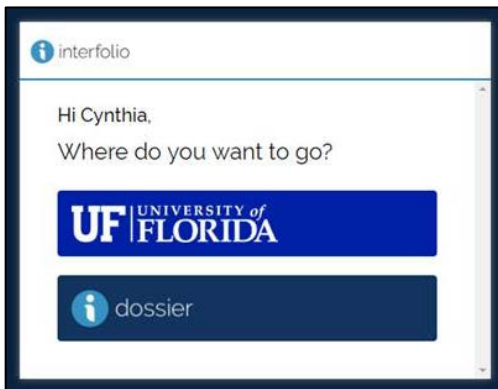 interfolio
Hi Cynthia,
Where do you want to go?
UF UNIVERSITY of
FLORIDA
dossier